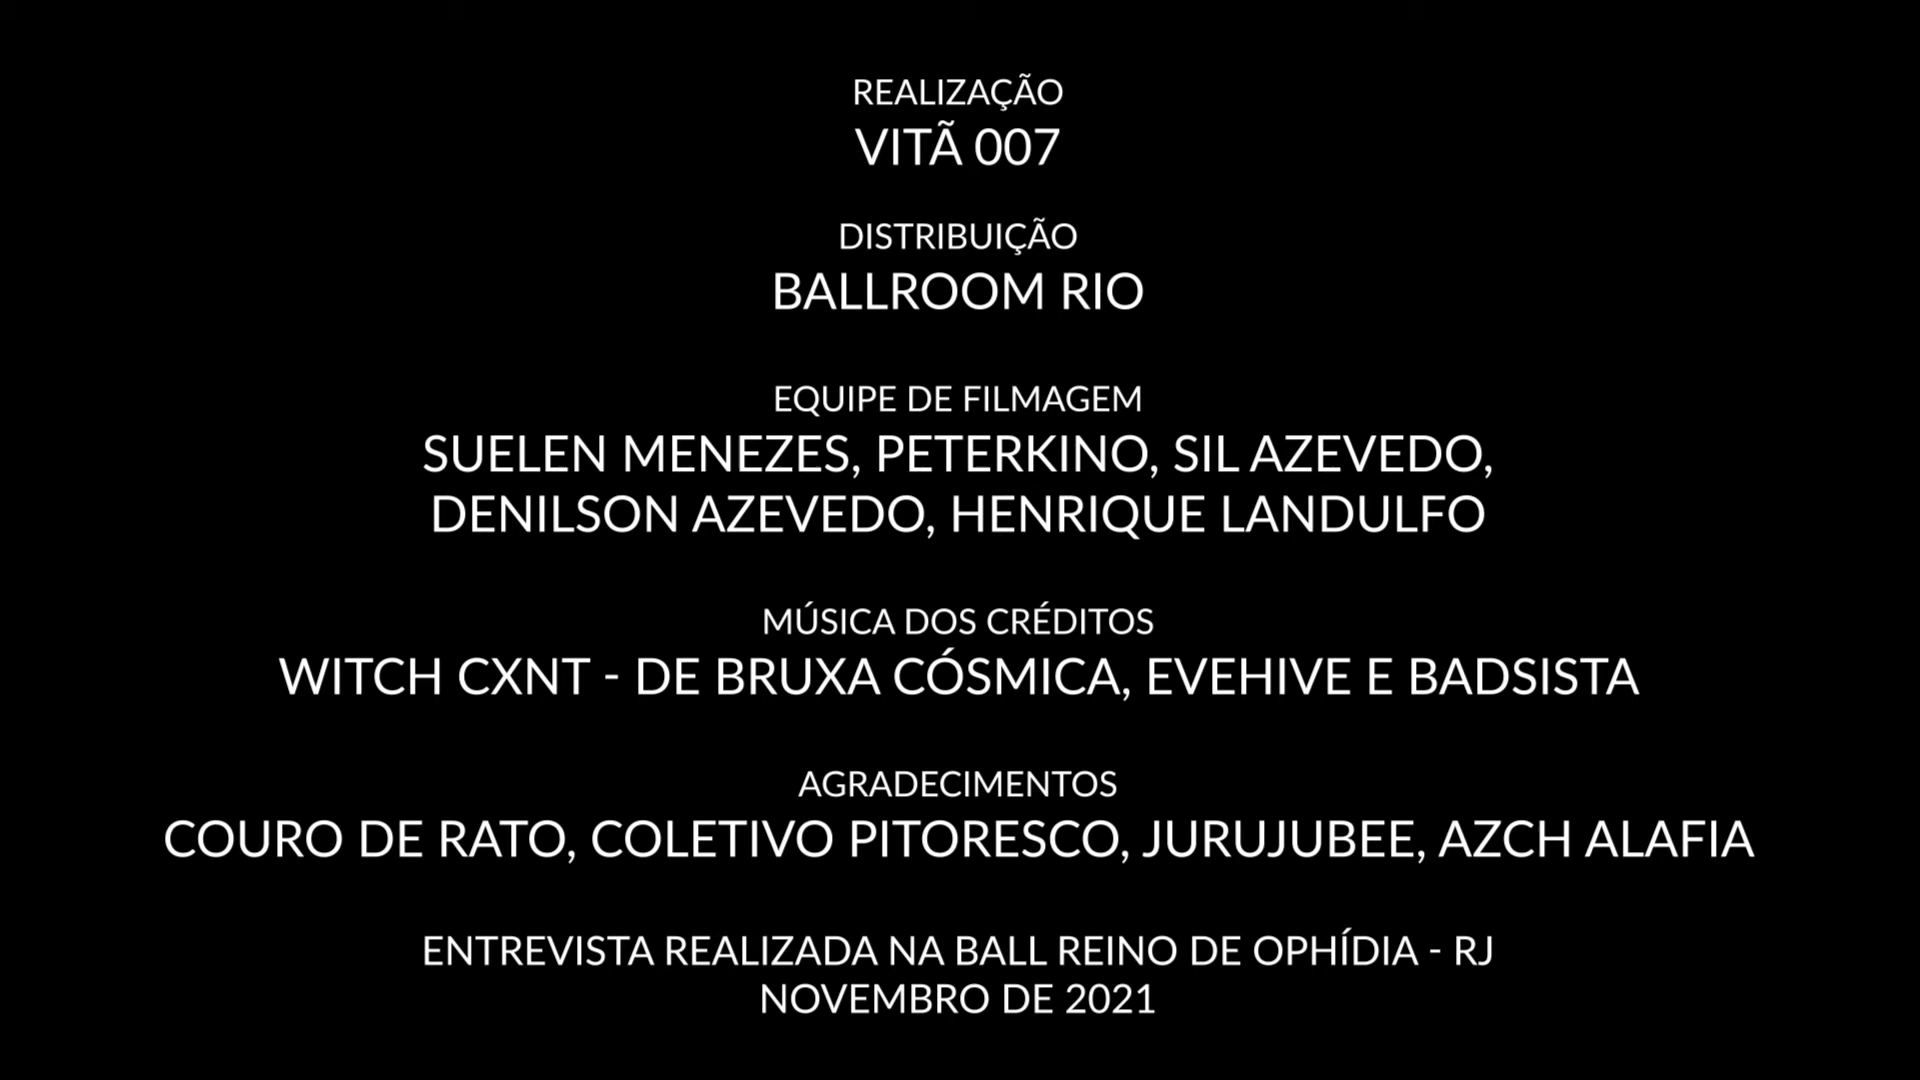 REALIZAÇÃO
VITÃ 007
DISTRIBUIÇÃO
BALLROOM RIO
EQUIPE DE FILMAGEM
SUELEN MENEZES, PETERKINO, SIL AZEVEDO,
DENILSON AZEVEDO, HENRIQUE LANDULFO
MÚSICA DOS CRÉDITOS
WITCH CXNT - DE BRUXA CÓSMICA, EVEHIVE E BADSISTA
AGRADECIMENTOS
COURO DE RATO, COLETIVO PITORESCO, JURUJUBEE, AZCH ALAFIA
ENTREVISTA REALIZADA NA BALL REINO DE OPHÍDIA - RJ
NOVEMBRO DE 2021